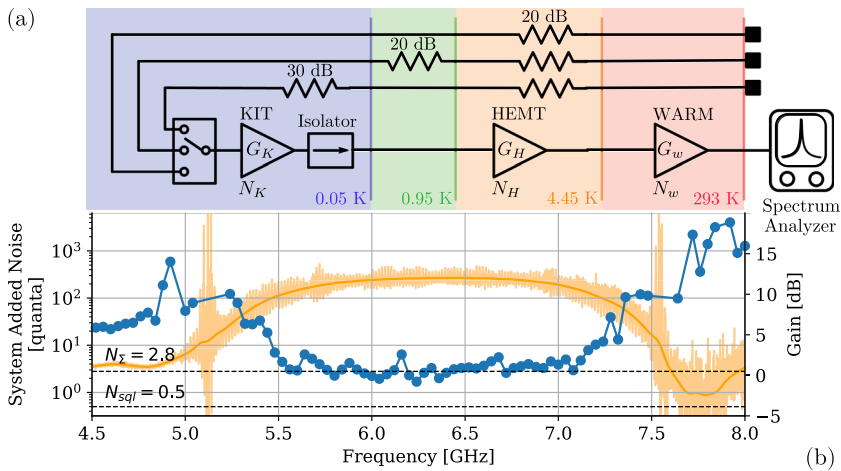 (a)
20 dB
20 dB
30 dB
KIT
Isolator
HEMT
WARM
G_K
G_H
G_w
N_K
N_H
N_w
0.05 K
0.95 K
4.45 K
293 K
Spectrum
Analyzer
System Added Noise
[quanta]
10^3
10^2
10^1
10^0
N_Σ = 2.8
N_sql = 0.5
15
10
5
0
−5
Gain [dB]
4.5
5.0
5.5
6.0
6.5
7.0
7.5
8.0
Frequency [GHz]
(b)